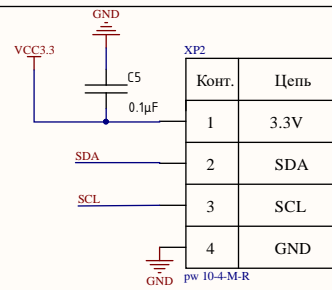 GND
VCC3.3
C5
0.1µF
XP2
Конт. Цепь
1 3.3V
SDA
2 SDA
SCL
3 SCL
4 GND
GND
pw 10-4-M-R